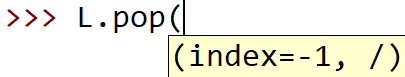 >>> L.pop(
(index=-1, /)